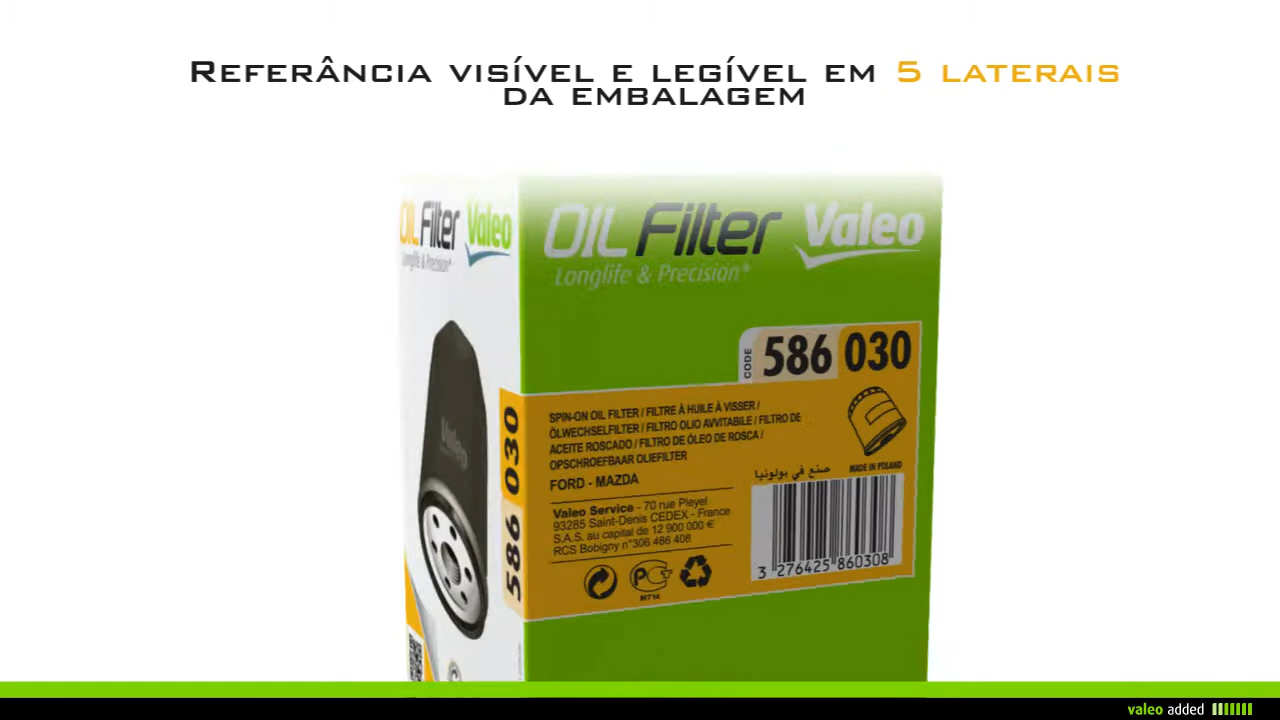 REFERÂNCIA VISÍVEL E LEGÍVEL EM 5 LATERAIS
DA EMBALAGEM
OIL Filter Valeo
Longlife & Precision*
OIL Filter Valeo
Longlife & Precision*
CODE 586 030
586 030
SPIN-ON OIL FILTER / FILTRE À HUILE À VISSER /
ÖLWECHSELFILTER / FILTRO OLIO AVVITABILE / FILTRO DE
ACEITE ROSCADO / FILTRO DE ÓLEO DE ROSCA /
OPSCHROEFBAAR OLIEFILTER
FORD - MAZDA
صنع في بولونيا
MADE IN POLAND
Valeo Service - 70 rue Pleyel
93285 Saint-Denis CEDEX - France
S.A.S. au capital de 12 900 000 €
RCS Bobigny n°306 486 408
MT14
3 276425 860308
valeo added